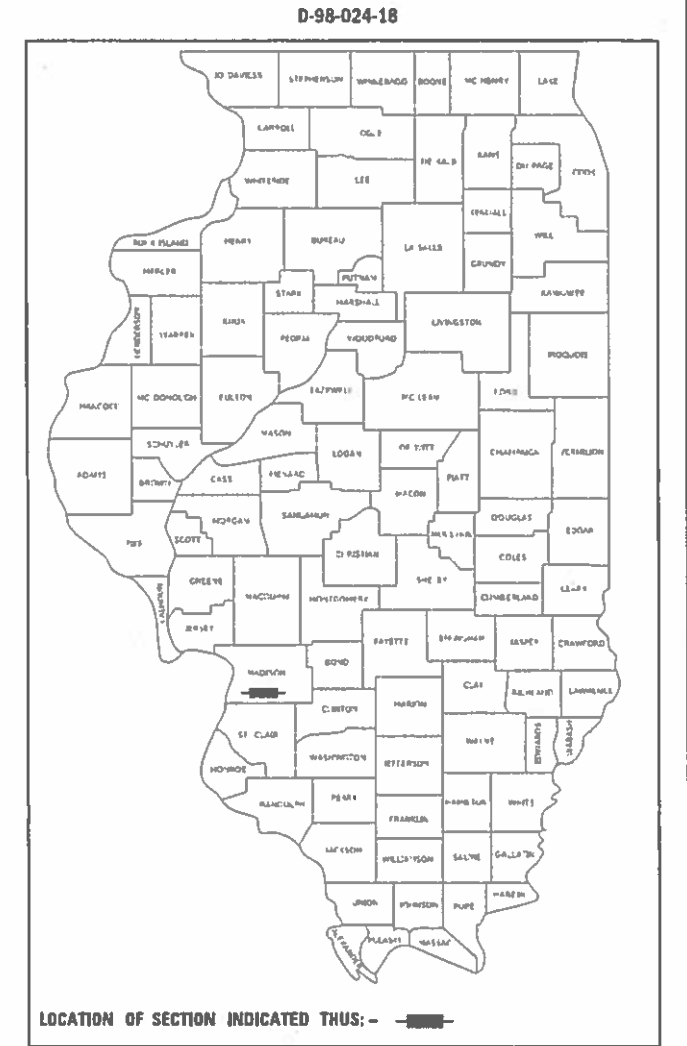 D-98-024-18
JO DAVIESS STEPHENSON WINNEBAGO BOONE MC HENRY LAKE
CARROLL OGLE DE KALB KANE DU PAGE COOK
WHITESIDE LEE KENDALL WILL
ROCK ISLAND HENRY BUREAU LA SALLE GRUNDY
MERCER PUTNAM KANKAKEE
STARK MARSHALL
HENDERSON WARREN KNOX PEORIA WOODFORD LIVINGSTON IROQUOIS
HANCOCK MC DONOUGH FULTON TAZEWELL MC LEAN FORD
SCHUYLER MASON LOGAN DE WITT CHAMPAIGN VERMILION
ADAMS BROWN CASS MENARD MACON PIATT
PIKE SCOTT MORGAN SANGAMON MOULTRIE DOUGLAS EDGAR
CHRISTIAN COLES
CALHOUN GREENE MACOUPIN MONTGOMERY SHELBY CUMBERLAND CLARK
JERSEY FAYETTE EFFINGHAM JASPER CRAWFORD
MADISON BOND CLAY RICHLAND LAWRENCE
CLINTON MARION
ST. CLAIR WAYNE EDWARDS WABASH
MONROE WASHINGTON JEFFERSON
RANDOLPH PERRY HAMILTON WHITE
FRANKLIN
JACKSON WILLIAMSON SALINE GALLATIN
UNION JOHNSON POPE HARDIN
ALEXANDER PULASKI MASSAC
LOCATION OF SECTION INDICATED THUS: -